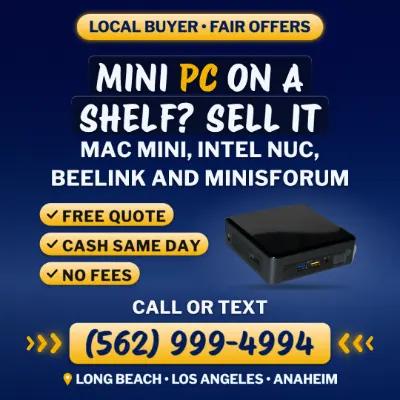 LOCAL BUYER • FAIR OFFERS
MINI PC ON A
SHELF? SELL IT
MAC MINI, INTEL NUC,
BEELINK AND MINISFORUM
✓ FREE QUOTE
✓ CASH SAME DAY
✓ NO FEES
CALL OR TEXT
(562) 999-4994
LONG BEACH • LOS ANGELES • ANAHEIM